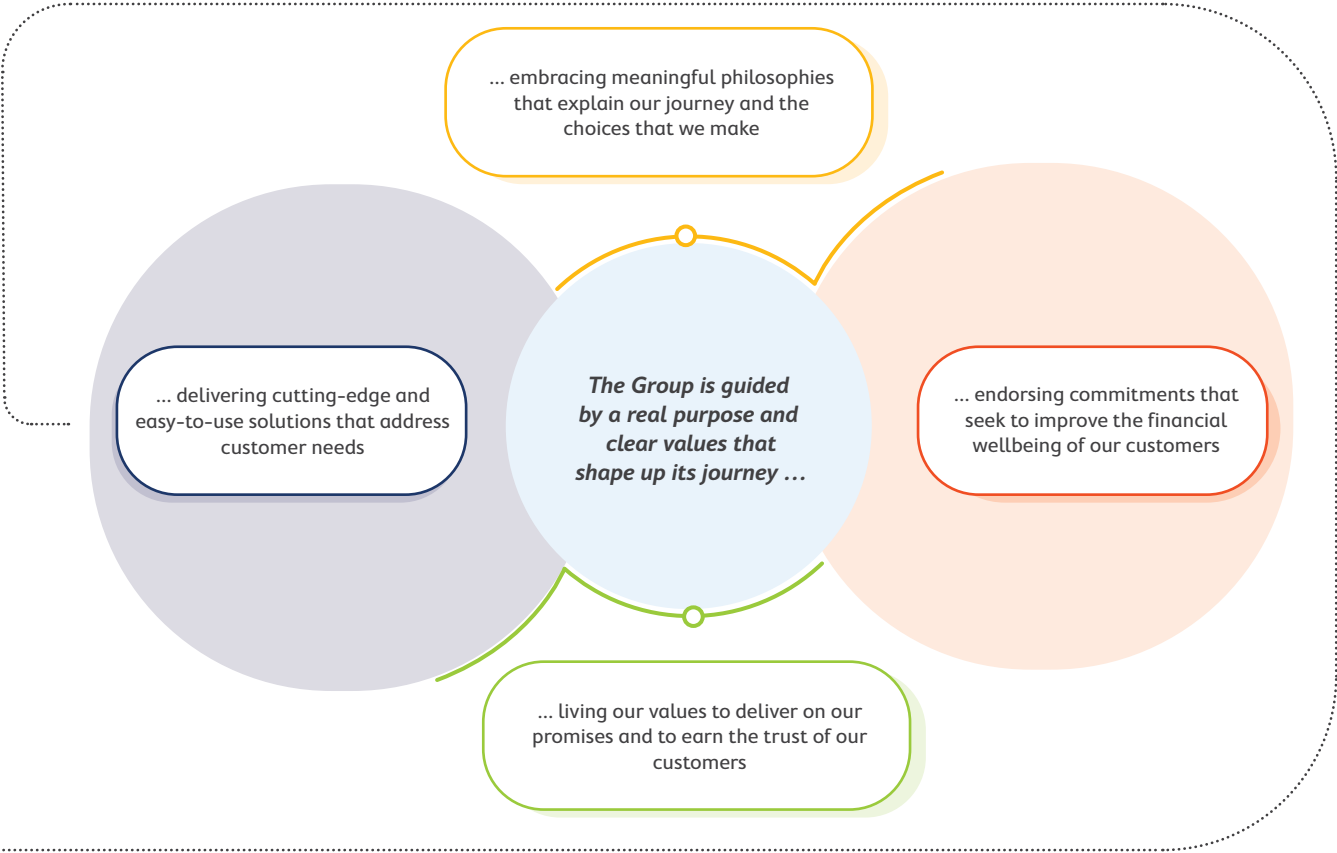 ... embracing meaningful philosophies
that explain our journey and the
choices that we make
... delivering cutting-edge and
easy-to-use solutions that address
customer needs
The Group is guided
by a real purpose and
clear values that
shape up its journey ...
... endorsing commitments that
seek to improve the financial
wellbeing of our customers
... living our values to deliver on our
promises and to earn the trust of our
customers